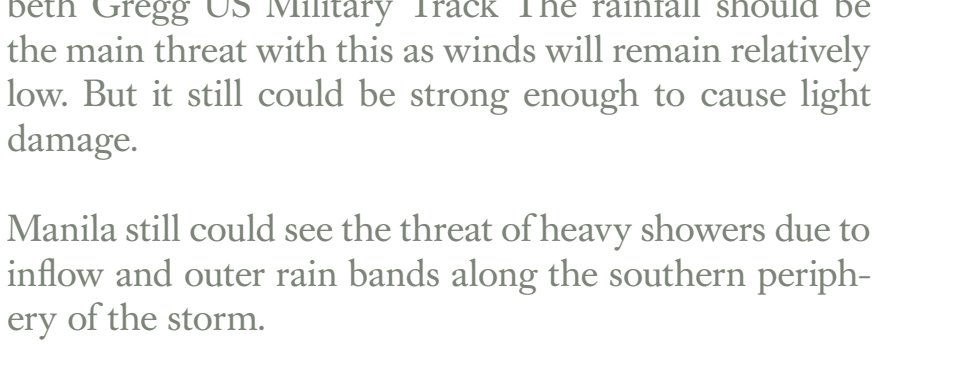 beth Gregg US Military Track The rainfall should be
the main threat with this as winds will remain relatively
low. But it still could be strong enough to cause light
damage.
Manila still could see the threat of heavy showers due to
inflow and outer rain bands along the southern periph-
ery of the storm.